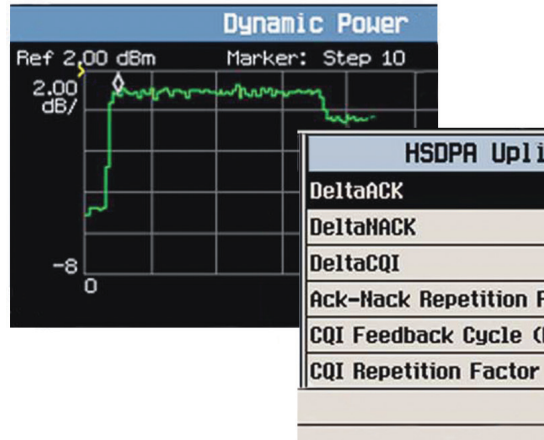 Dynamic Power
Ref 2.00 dBm Marker: Step 10
2.00
dB/
-8
0
HSDPA Upli
DeltaACK
DeltaNACK
DeltaCQI
Ack-Nack Repetition F
CQI Feedback Cycle (
CQI Repetition Factor